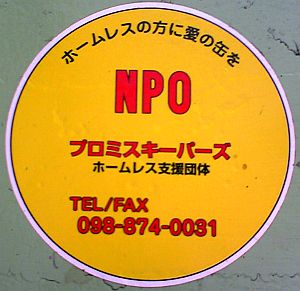 ホームレスの方に愛の缶を
NPO
プロミスキーパーズ
ホームレス支援団体
TEL/FAX
098-874-0031